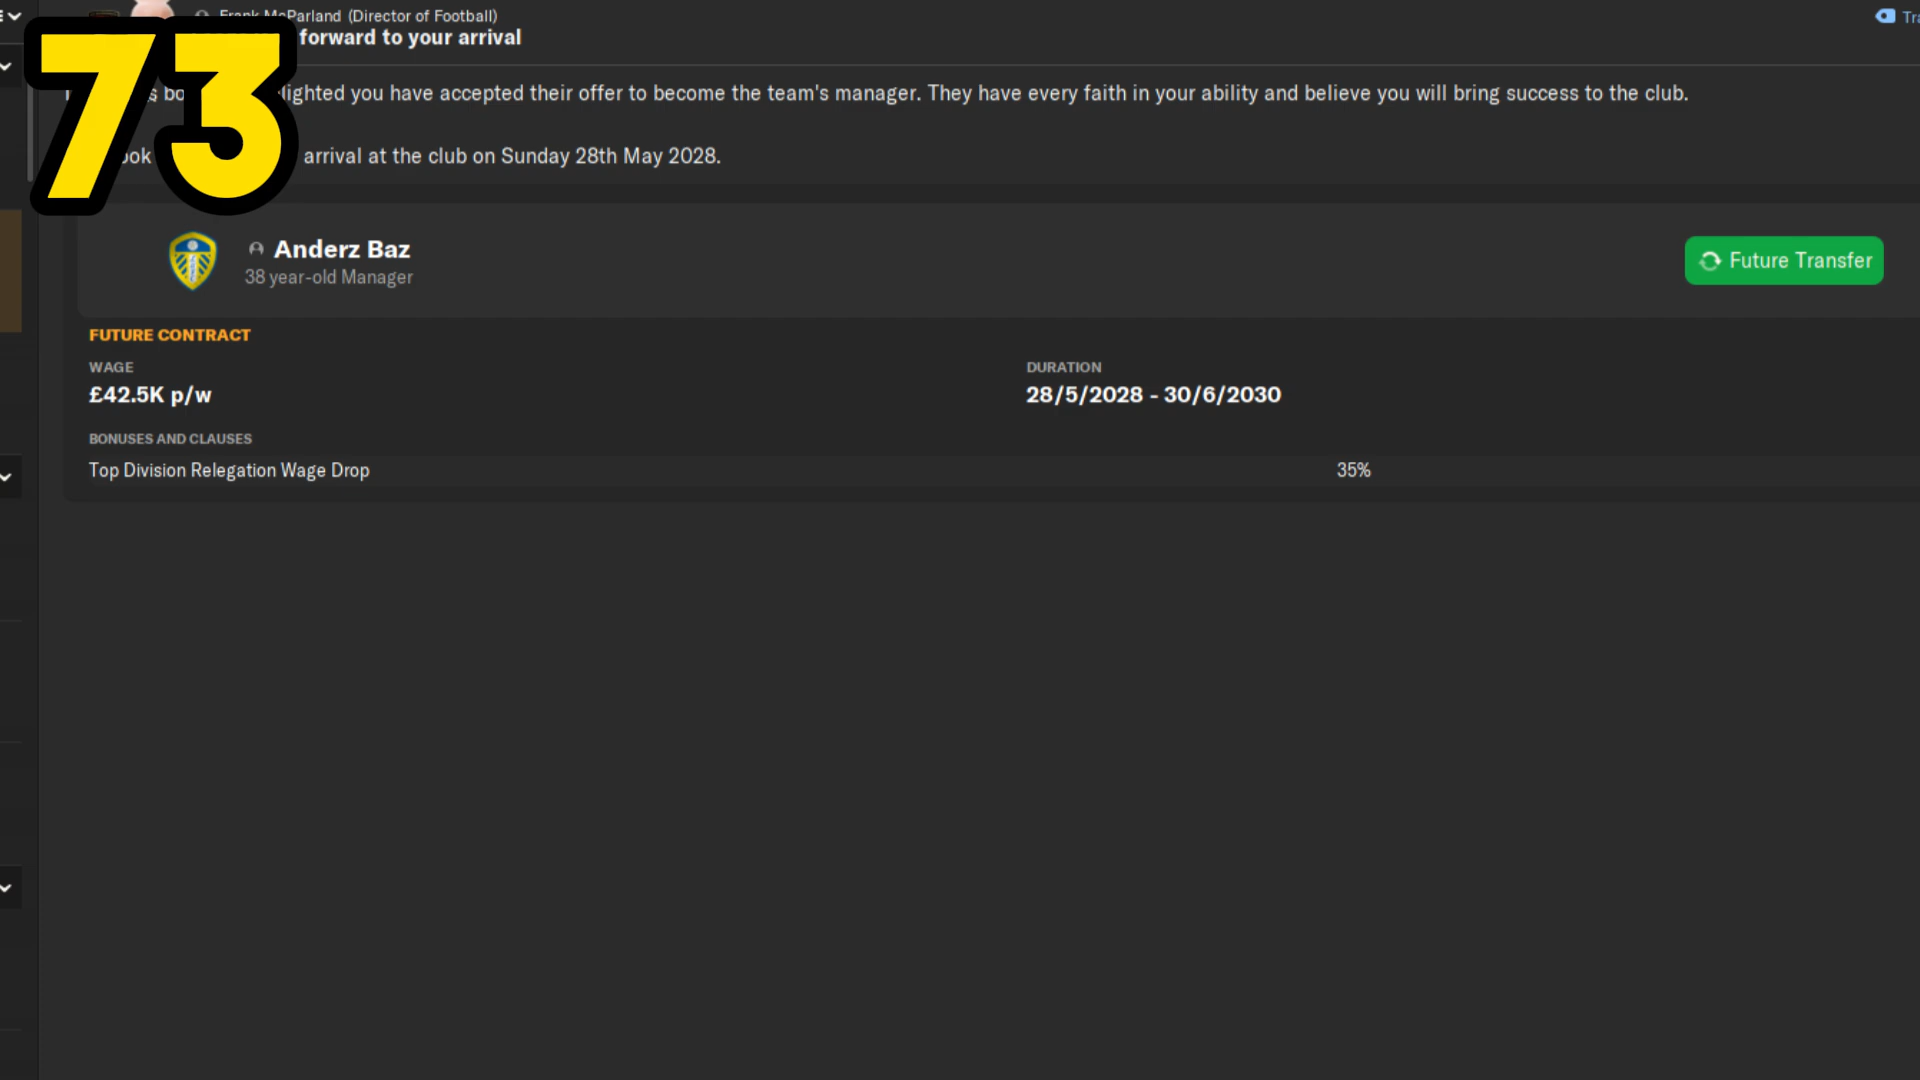 Frank McParland (Director of Football)
forward to your arrival
73
lighted you have accepted their offer to become the team's manager. They have every faith in your ability and believe you will bring success to the club.
arrival at the club on Sunday 28th May 2028.
Anderz Baz
38 year-old Manager
Future Transfer
FUTURE CONTRACT
WAGE
DURATION
£42.5K p/w
28/5/2028 - 30/6/2030
BONUSES AND CLAUSES
Top Division Relegation Wage Drop
35%